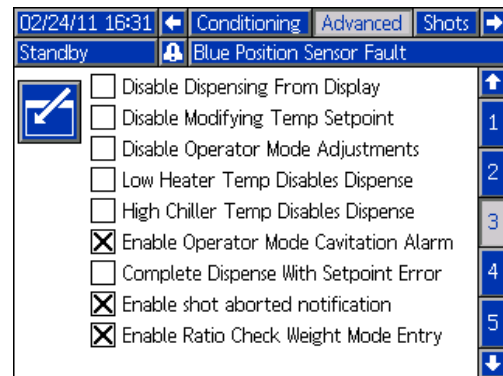 02/24/11 16:31 Conditioning Advanced Shots
Standby Blue Position Sensor Fault
Disable Dispensing From Display
Disable Modifying Temp Setpoint
Disable Operator Mode Adjustments
Low Heater Temp Disables Dispense
High Chiller Temp Disables Dispense
Enable Operator Mode Cavitation Alarm
Complete Dispense With Setpoint Error
Enable shot aborted notification
Enable Ratio Check Weight Mode Entry
1
2
3
4
5